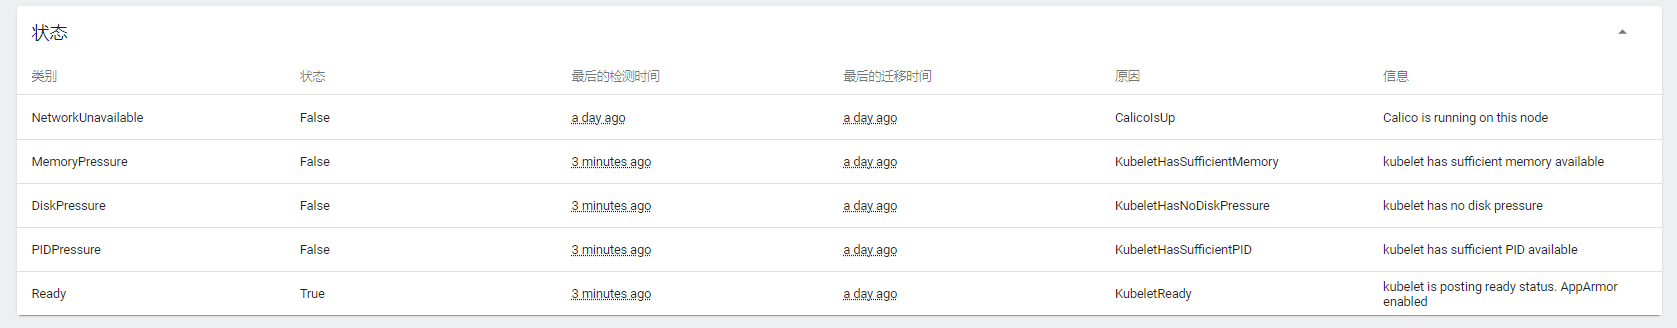 状态
类别 状态 最后的检测时间 最后的迁移时间 原因 信息
NetworkUnavailable False a day ago a day ago CalicoIsUp Calico is running on this node
MemoryPressure False 3 minutes ago a day ago KubeletHasSufficientMemory kubelet has sufficient memory available
DiskPressure False 3 minutes ago a day ago KubeletHasNoDiskPressure kubelet has no disk pressure
PIDPressure False 3 minutes ago a day ago KubeletHasSufficientPID kubelet has sufficient PID available
Ready True 3 minutes ago a day ago KubeletReady kubelet is posting ready status. AppArmor
enabled